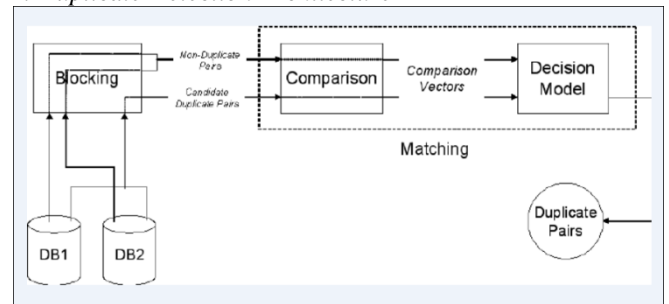 Blocking
Non-Duplicate
Pairs
Candidate
Duplicate Pairs
Comparison
Comparison
Vectors
Decision
Model
Matching
DB1
DB2
Duplicate
Pairs